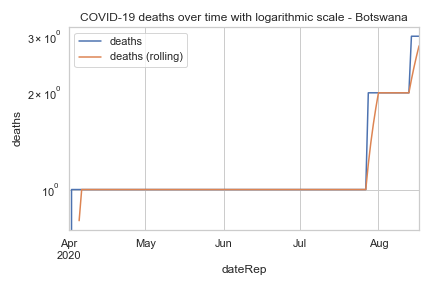 COVID-19 deaths over time with logarithmic scale - Botswana
3 × 10⁰
deaths
deaths (rolling)
2 × 10⁰
deaths
10⁰
Apr May Jun Jul Aug
2020
dateRep